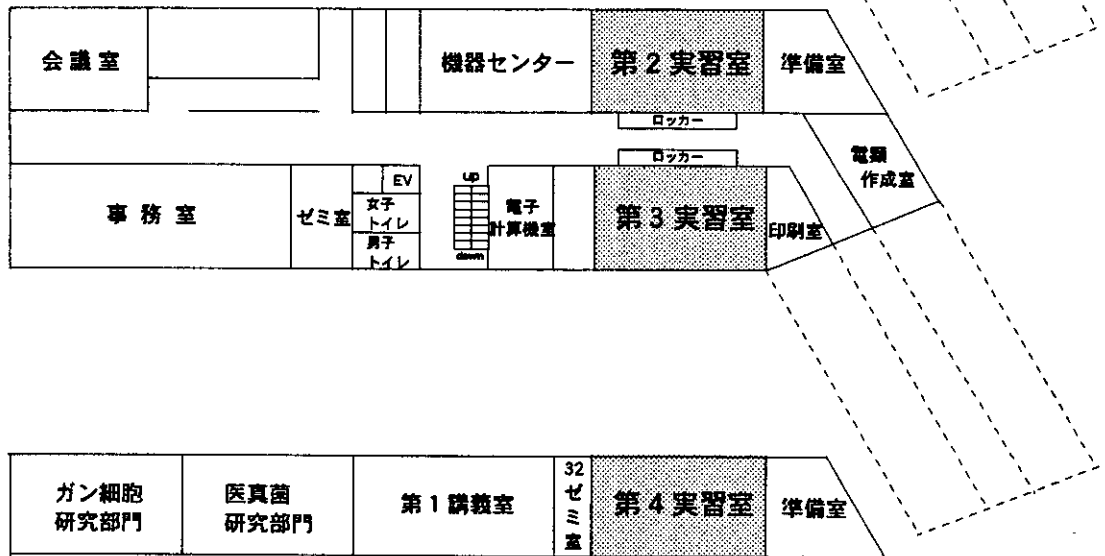 会議室
機器センター
第2実習室
準備室
ロッカー
ロッカー
電顕
作成室
事務室
ゼミ室
EV
女子
トイレ
男子
トイレ
up
down
電子
計算機室
第3実習室
印刷室
ガン細胞
研究部門
医真菌
研究部門
第1講義室
32
ゼ
ミ
室
第4実習室
準備室